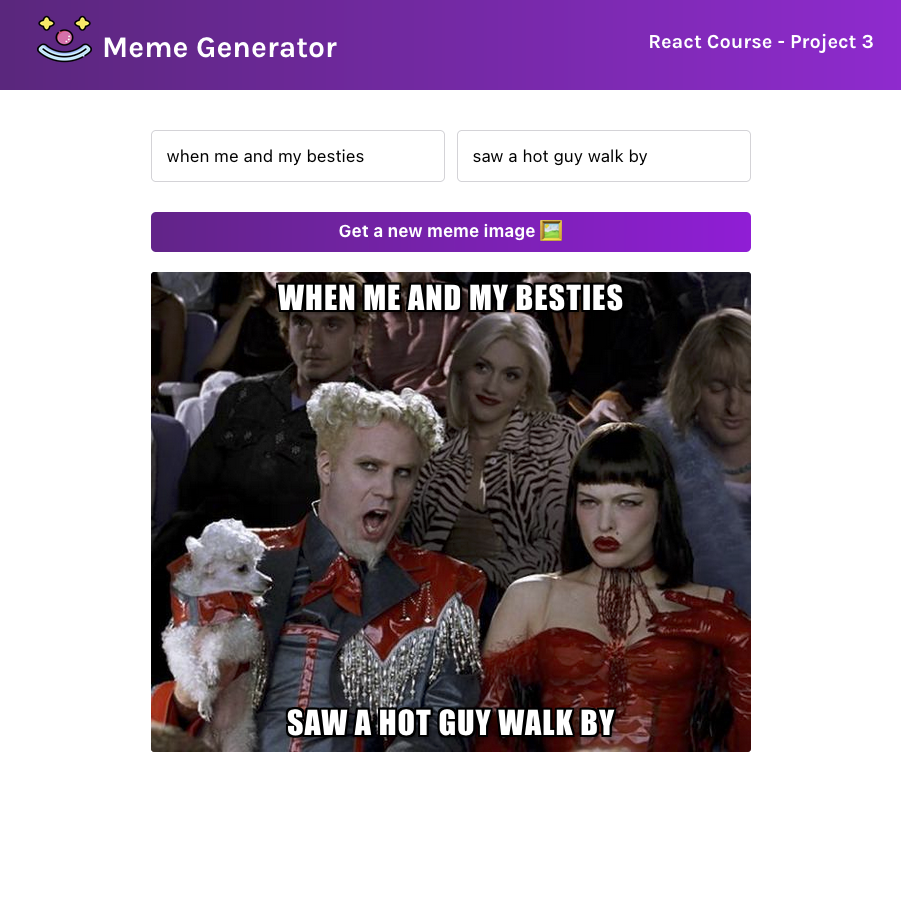 Meme Generator
React Course - Project 3
when me and my besties
saw a hot guy walk by
Get a new meme image
WHEN ME AND MY BESTIES
SAW A HOT GUY WALK BY